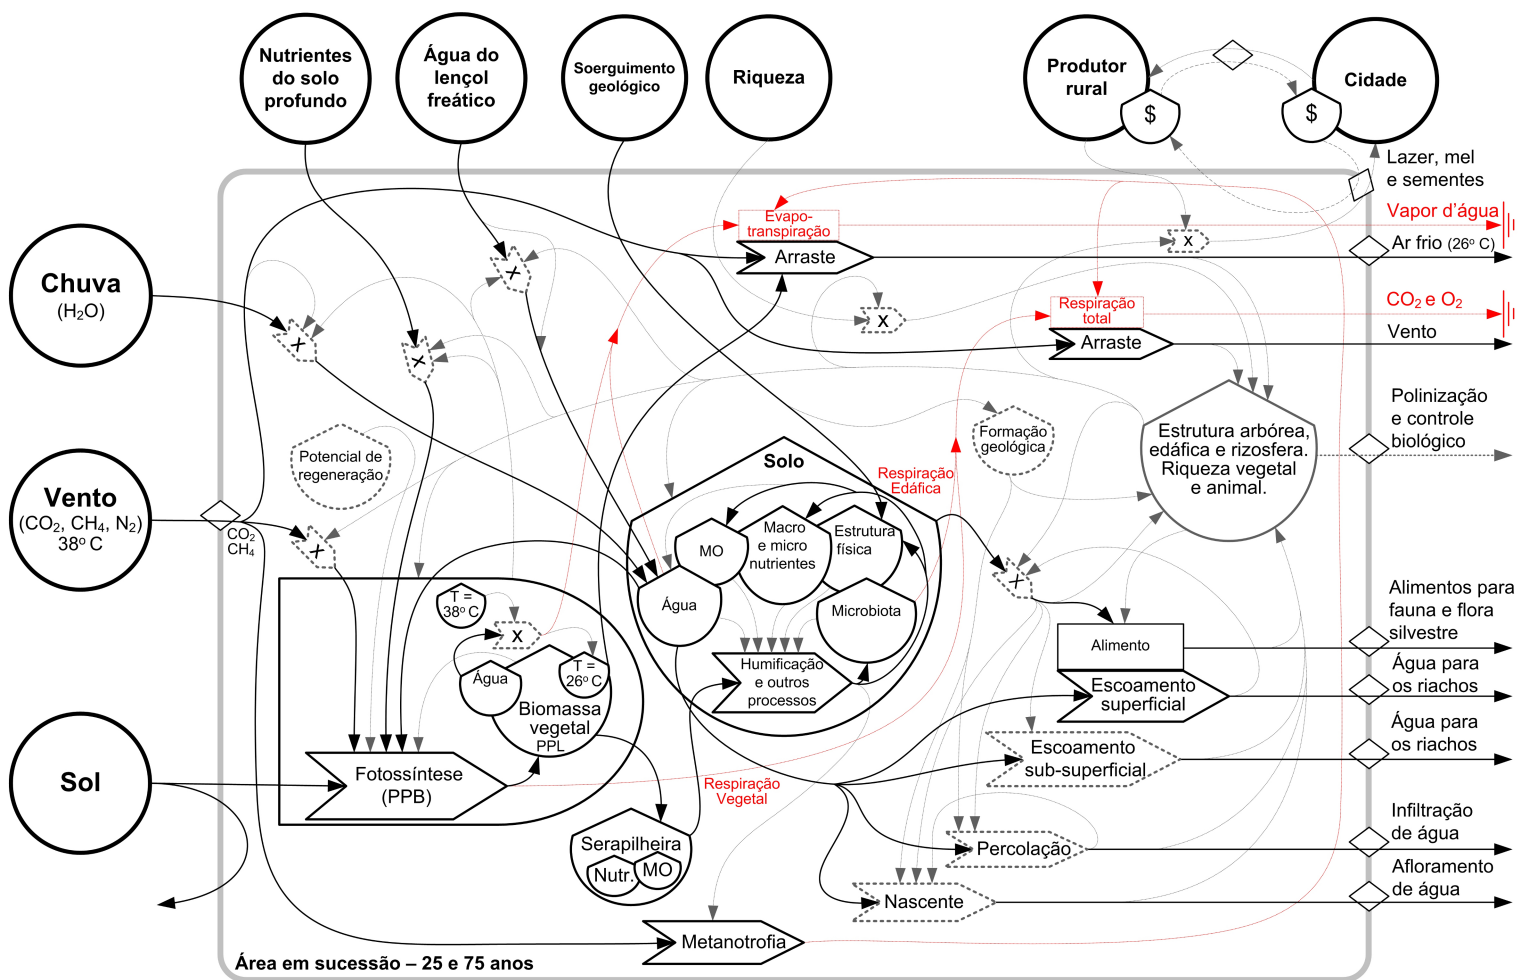 Nutrientes
do solo
profundo
Água do
lençol
freático
Soerguimento
geológico
Riqueza
Produtor
rural
$
$
Cidade
Lazer, mel
e sementes
Vapor d'água
Ar frio (26º C)
CO2 e O2
Vento
Polinização
e controle
biológico
Alimentos para
fauna e flora
silvestre
Água para
os riachos
Água para
os riachos
Infiltração
de água
Afloramento
de água
Chuva
(H2O)
Vento
(CO2, CH4, N2)
38º C
CO2
CH4
Sol
Evapo-
transpiração
Arraste
x
x
x
x
x
Respiração
total
Arraste
Potencial de
regeneração
x
Formação
geológica
Estrutura arbórea,
edáfica e rizosfera.
Riqueza vegetal
e animal.
Solo
Respiração
Edáfica
MO
Macro
e micro
nutrientes
Estrutura
física
Água
Microbiota
Humificação
e outros
processos
x
T =
38º C
x
Água
T =
26º C
Biomassa
vegetal
PPL
Fotossíntese
(PPB)
Alimento
Escoamento
superficial
Escoamento
sub-superficial
Respiração
Vegetal
Percolação
Nascente
Serapilheira
Nutr.
MO
Metanotrofia
Área em sucessão – 25 e 75 anos